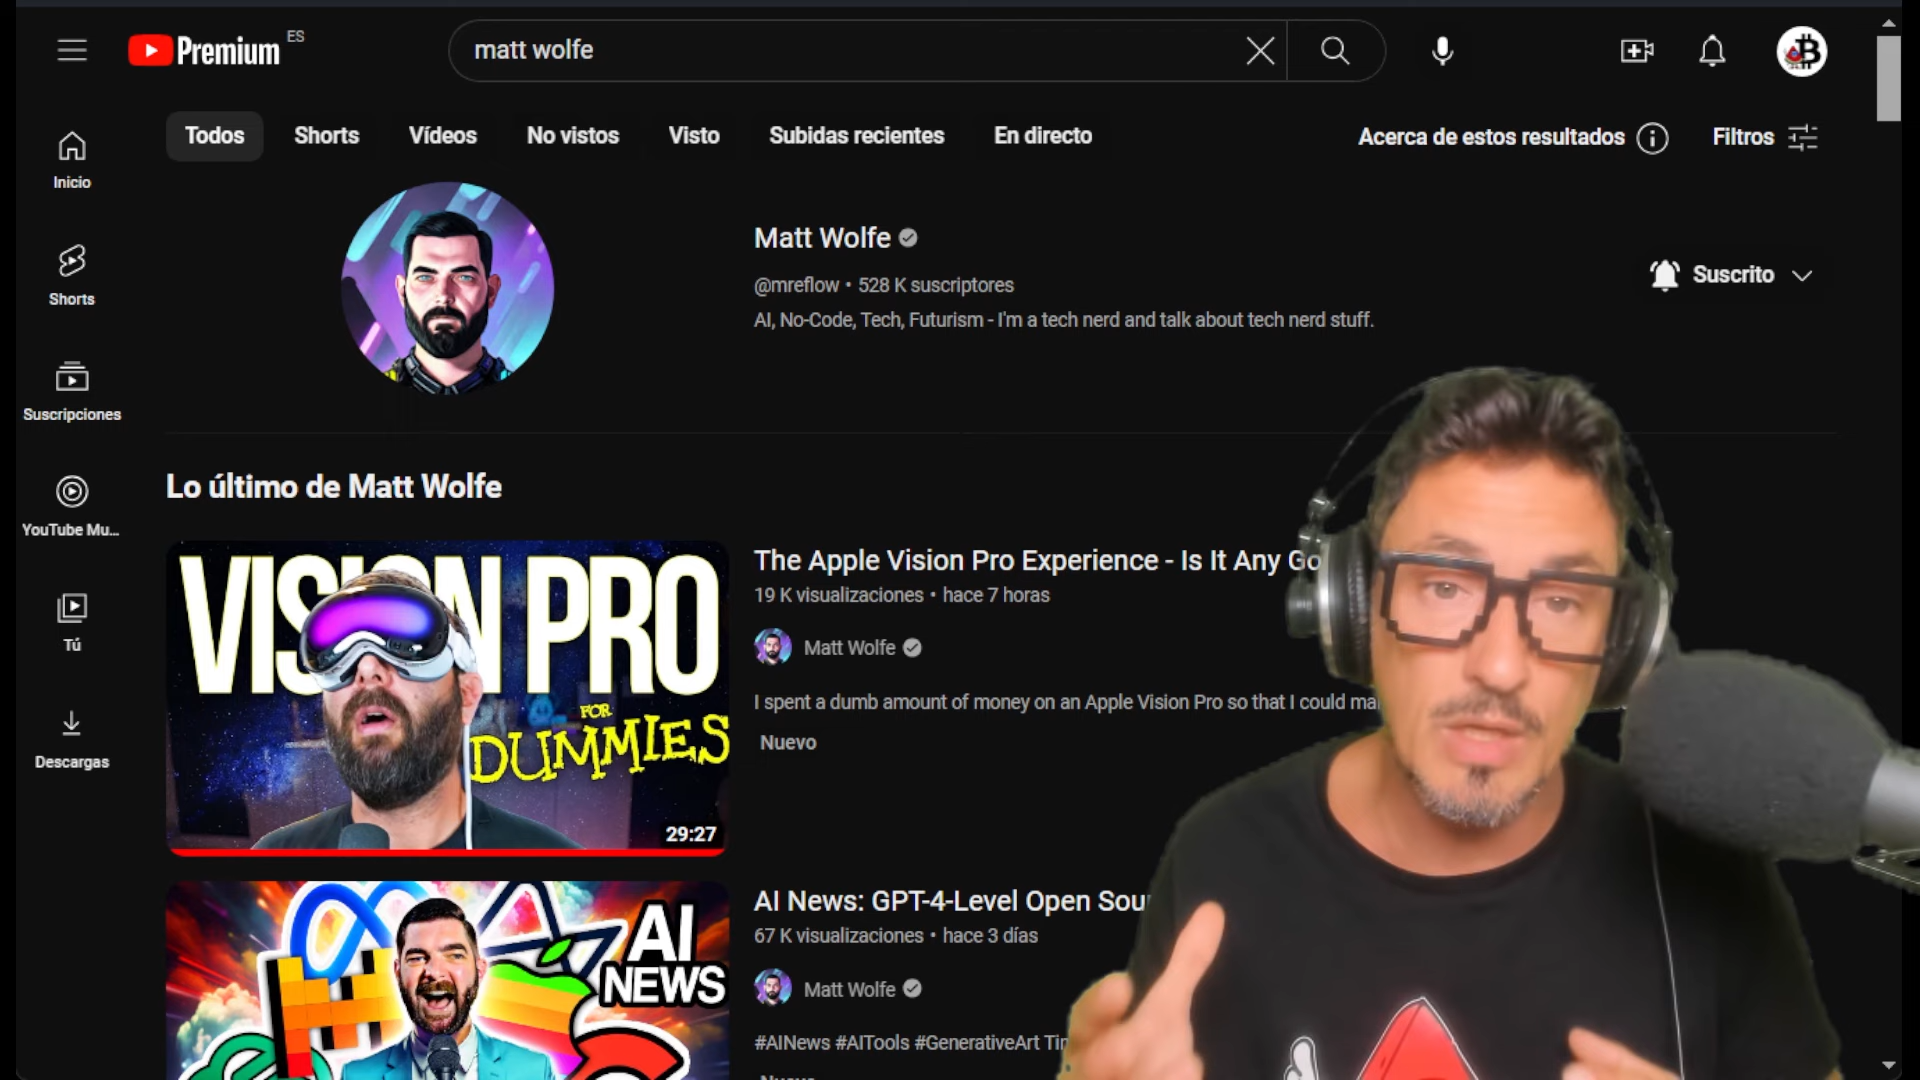 Premium ES
matt wolfe
Todos
Shorts
Vídeos
No vistos
Visto
Subidas recientes
En directo
Acerca de estos resultados
Filtros
Inicio
Shorts
Suscripciones
YouTube Mu...
Tú
Descargas
Matt Wolfe
@mreflow • 528 K suscriptores
AI, No-Code, Tech, Futurism - I'm a tech nerd and talk about tech nerd stuff.
Suscrito
Lo último de Matt Wolfe
VISION PRO
FOR
DUMMIES
29:27
The Apple Vision Pro Experience - Is It Any Go
19 K visualizaciones • hace 7 horas
Matt Wolfe
I spent a dumb amount of money on an Apple Vision Pro so that I could ma
Nuevo
AI
NEWS
AI News: GPT-4-Level Open Sou
67 K visualizaciones • hace 3 días
Matt Wolfe
#AINews #AITools #GenerativeArt